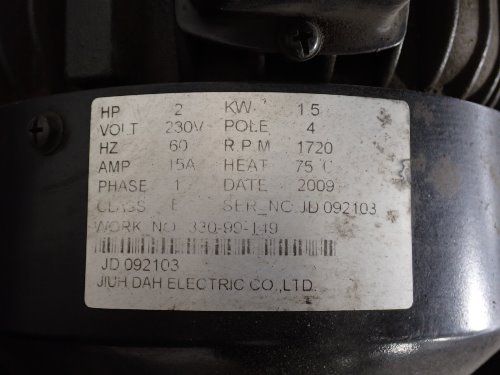 HP 2 KW 1.5
VOLT 230V POLE 4
HZ 60 R.P.M 1720
AMP 15A HEAT 75°C
PHASE 1 DATE 2009
CLASS E SER_NO. JD 092103
WORK NO. 330-99-149
JD 092103
JIUH DAH ELECTRIC CO.,LTD.